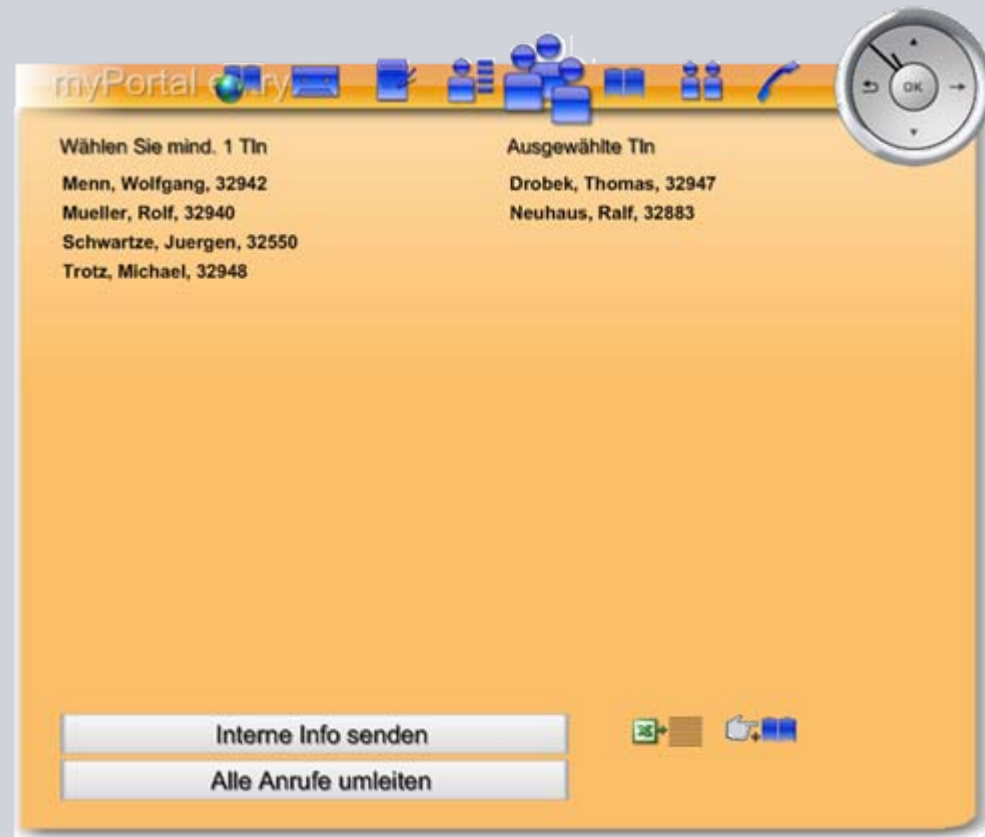 myPortal entry
OK
Wählen Sie mind. 1 Tln
Menn, Wolfgang, 32942
Mueller, Rolf, 32940
Schwartze, Juergen, 32550
Trotz, Michael, 32948
Ausgewählte Tln
Drobek, Thomas, 32947
Neuhaus, Ralf, 32883
Interne Info senden
Alle Anrufe umleiten